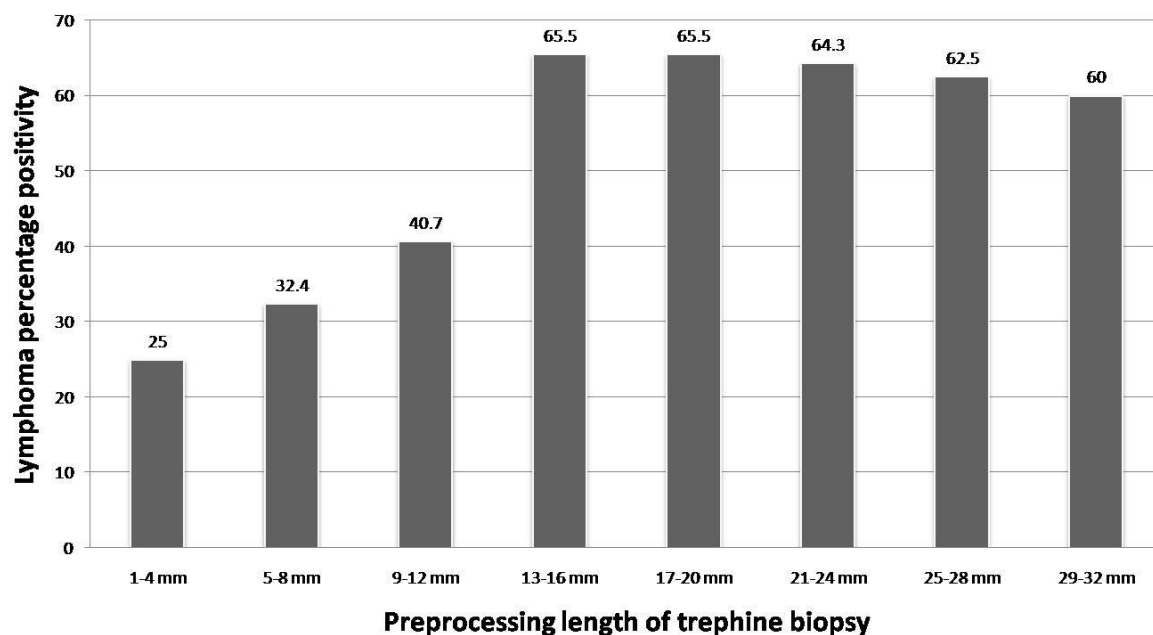 Lymphoma percentage positivity
70
60
50
40
30
20
10
0
25
32.4
40.7
65.5
65.5
64.3
62.5
60
1-4 mm
5-8 mm
9-12 mm
13-16 mm
17-20 mm
21-24 mm
25-28 mm
29-32 mm
Preprocessing length of trephine biopsy